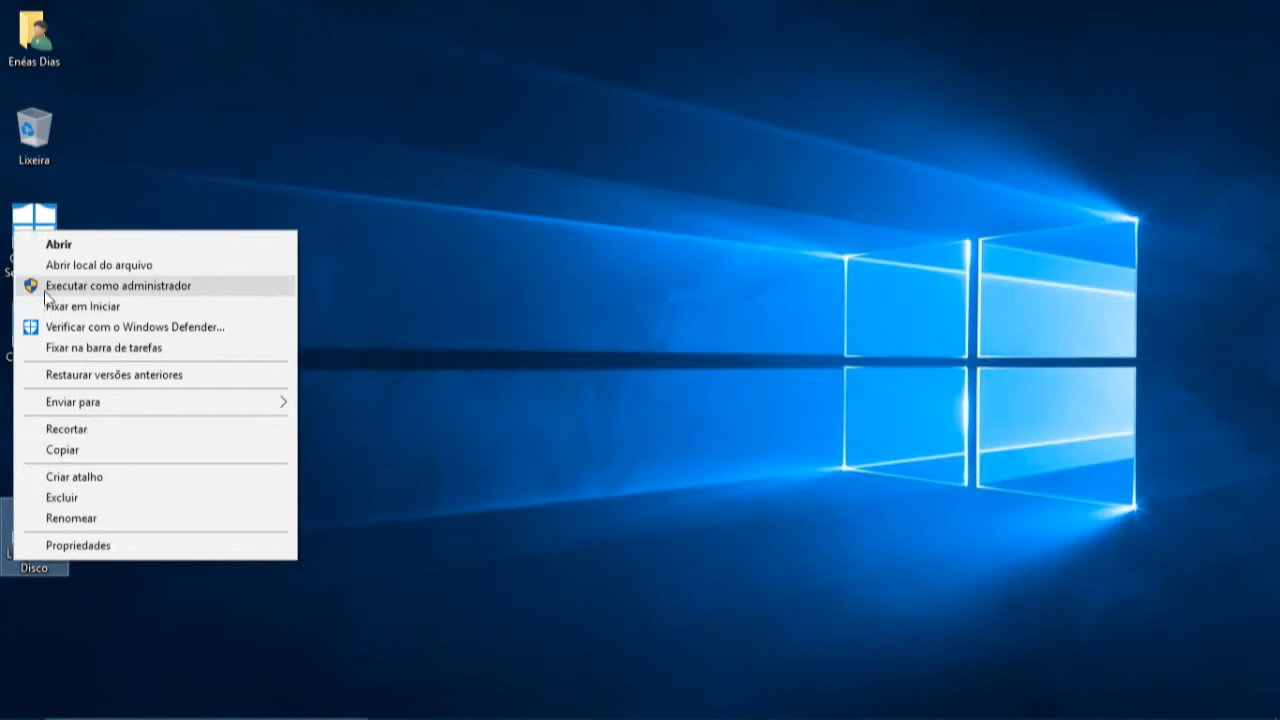 Enéas Dias
Lixeira
Abrir
Abrir local do arquivo
Executar como administrador
Fixar em Iniciar
Verificar com o Windows Defender...
Fixar na barra de tarefas
Restaurar versões anteriores
Enviar para
Recortar
Copiar
Criar atalho
Excluir
Renomear
Propriedades
Disco